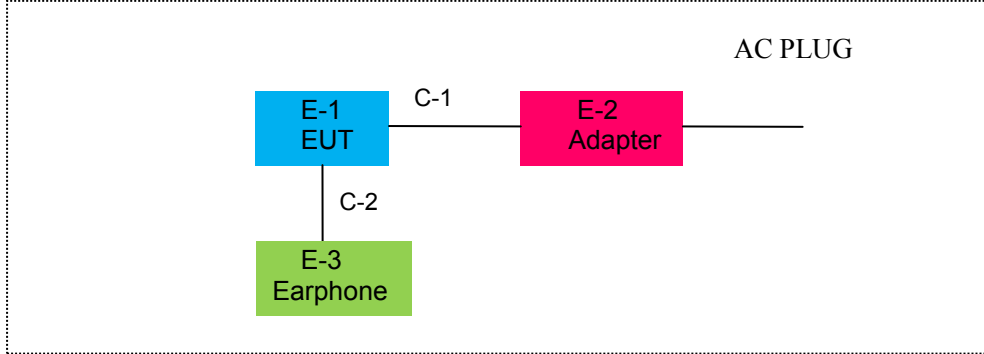 AC PLUG
E-1
EUT
C-1
E-2
Adapter
C-2
E-3
Earphone